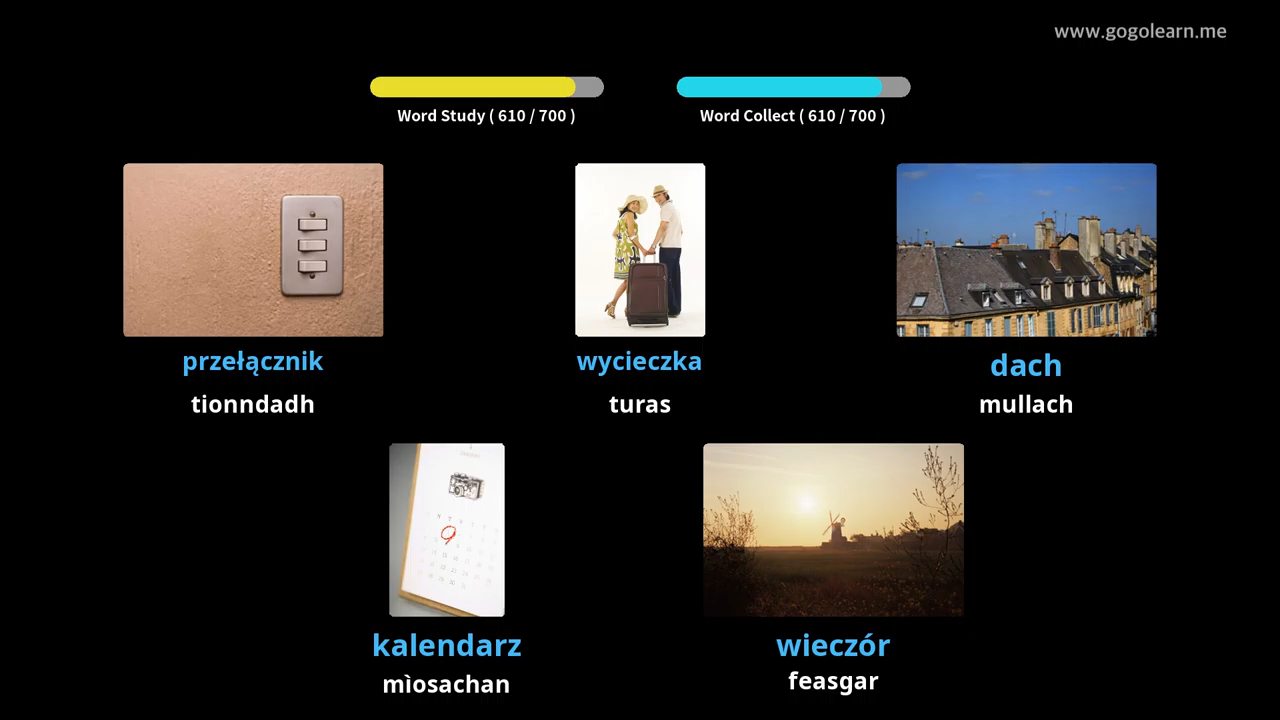 www.gogolearn.me
Word Study ( 610 / 700 )
Word Collect ( 610 / 700 )
przełącznik
wycieczka
dach
tionndadh
turas
mullach
kalendarz
wieczór
mìosachan
feasgar